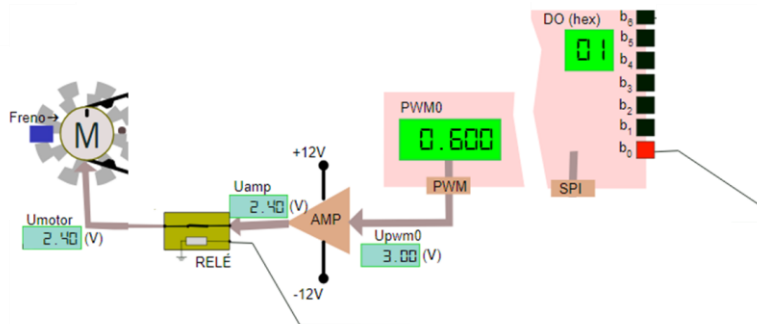 DO (hex)
01
b6
b5
b4
b3
b2
b1
b0
SPI
PWM0
0.600
PWM
Freno→
M
+12V
Uamp
2.40 (V)
AMP
Umotor
2.40 (V)
RELÉ
Upwm0
3.00 (V)
-12V